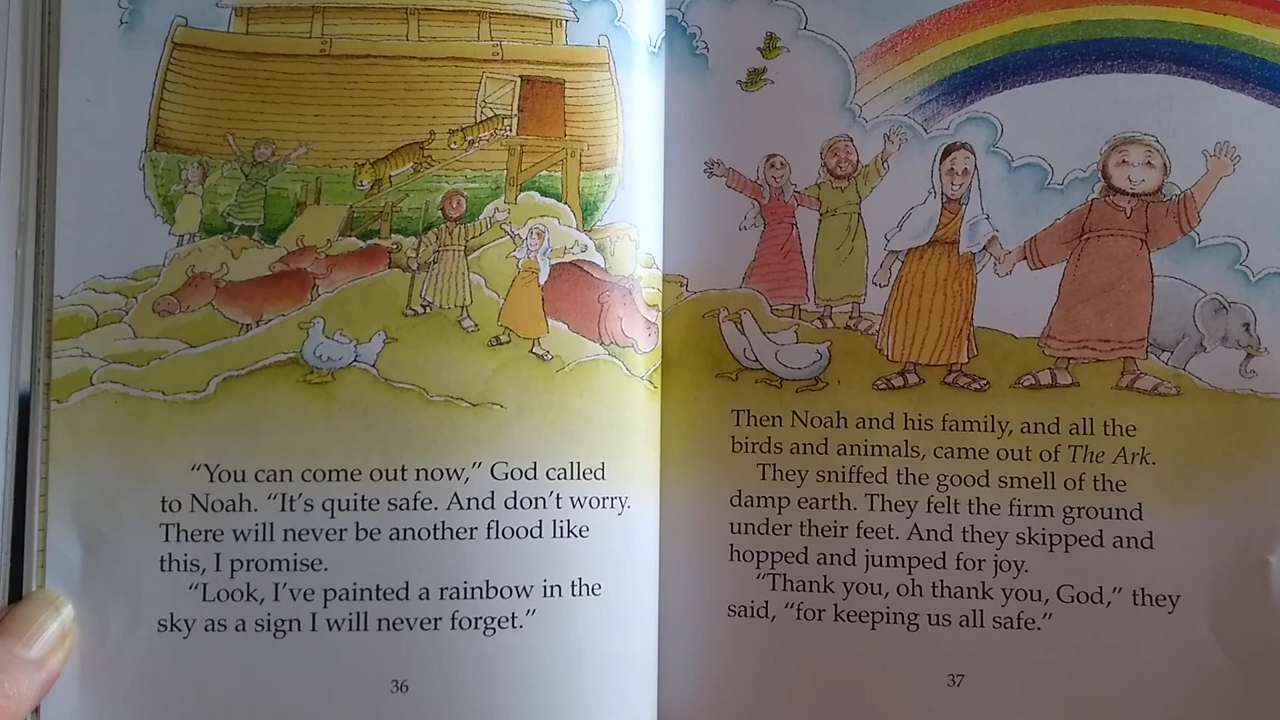 “You can come out now,” God called
to Noah. “It’s quite safe. And don’t worry.
There will never be another flood like
this, I promise.
“Look, I’ve painted a rainbow in the
sky as a sign I will never forget.”
36
Then Noah and his family, and all the
birds and animals, came out of The Ark.
They sniffed the good smell of the
damp earth. They felt the firm ground
under their feet. And they skipped and
hopped and jumped for joy.
“Thank you, oh thank you, God,” they
said, “for keeping us all safe.”
37